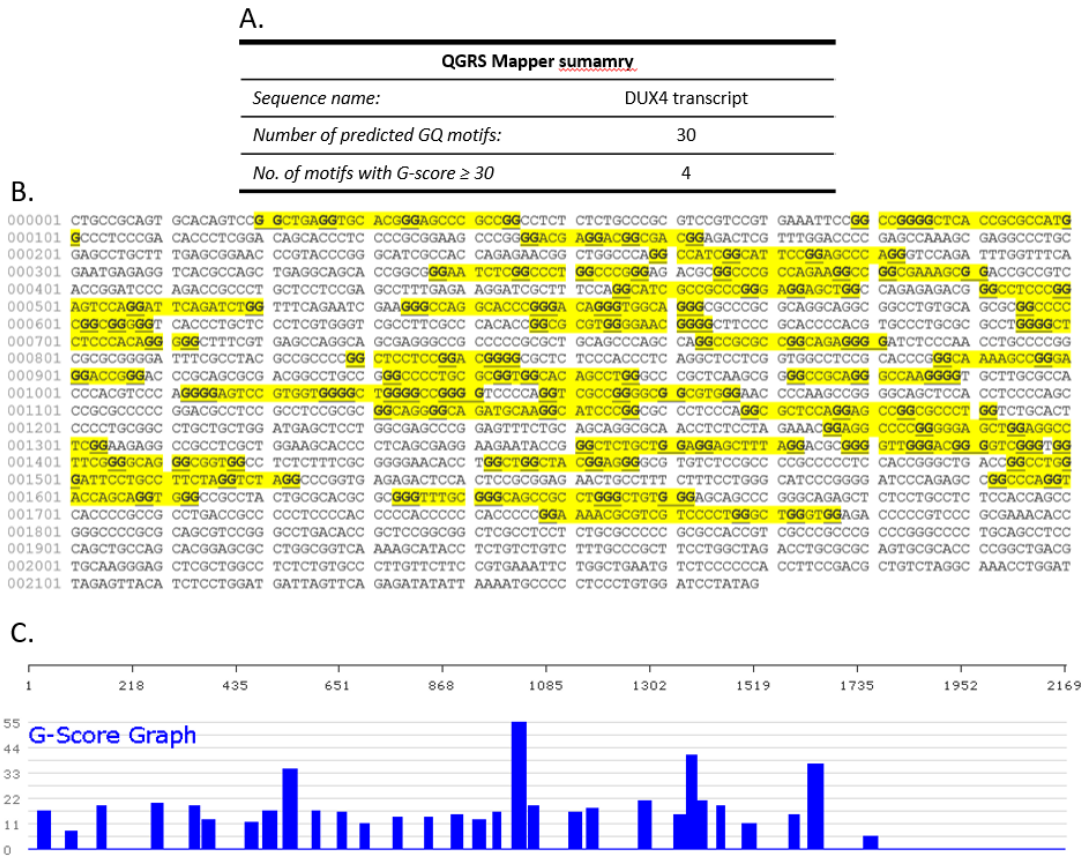 A.
QGRS Mapper sumamry
Sequence name: DUX4 transcript
Number of predicted GQ motifs: 30
No. of motifs with G-score ≥ 30 4
B.
000001 CTGCCGCAGT GCACAGTCCG GCTGAGGTGC ACGGGAGCCC GCCGGCCTCT CTCTGCCCGC GTCCGTCCGT GAAATTCCGG CCGGGGCTCA CCGCGCCATG
000101 GCCCTCCCGA CACCCTCGGA CAGCACCCTC CCCGCGGAAG CCCGGGGACG AGGACGGCGA CGGAGACTCG TTTGGACCCC GAGCCAAAGC GAGGCCCTGC
000201 GAGCCTGCTT TGAGCGGAAC CCGTACCCGG GCATCGCCAC CAGAGAACGG CTGGCCCAGG CCATCGGCAT TCCGGAGCCC AGGGTCCAGA TTTGGTTTCA
000301 GAATGAGAGG TCACGCCAGC TGAGGCAGCA CCGGCGGGAA TCTCGGCCCT GGCCCGGGAG ACGCGGCCCG CCAGAAGGCC GGCGAAAGCG GACCGCCGTC
000401 ACCGGATCCC AGACCGCCCT GCTCCTCCGA GCCTTTGAGA AGGATCGCTT TCCAGGCATC GCCGCCCGGG AGGAGCTGGC CAGAGAGACG GGCCTCCCGG
000501 AGTCCAGGAT TCAGATCTGG TTTCAGAATC GAAGGGCCAG GCACCCGGGA CAGGGTGGCA GGGCGCCCGC GCAGGCAGGC GGCCTGTGCA GCGCGGCCCC
000601 CGGCGGGGGT CACCCTGCTC CCTCGTGGGT CGCCTTCGCC CACACCGGCG CGTGGGGAAC GGGGCTTCCC GCACCCCACG TGCCCTGCGC GCCTGGGGCT
000701 CTCCCACAGG GGGCTTTCGT GAGCCAGGCA GCGAGGGCCG CCCCCGCGCT GCAGCCCAGC CAGGCCGCGC CGGCAGAGGG GATCTCCCAA CCTGCCCCGG
000801 CGCGCGGGGA TTTCGCCTAC GCCGCCCCGG CTCCTCCGGA CGGGGCGCTC TCCCACCCTC AGGCTCCTCG GTGGCCTCCG CACCCGGGCA AAAGCCGGGA
000901 GGACCGGGAC CCGCAGCGCG ACGGCCTGCC GGGCCCCTGC GCGGTGGCAC AGCCTGGGCC CGCTCAAGCG GGGCCGCAGG GCCAAGGGGT GCTTGCGCCA
001001 CCCACGTCCC AGGGGAGTCC GTGGTGGGGC TGGGGCCGGG GTCCCCAGGT CGCCGGGGCG GCGTGGGAAC CCCAAGCCGG GGCAGCTCCA CCTCCCCAGC
001101 CCGCGCCCCC GGACGCCTCC GCCTCCGCGC GGCAGGGGCA GATGCAAGGC ATCCCGGCGC CCTCCCAGGC GCTCCAGGAG CCGGCGCCCT GGTCTGCACT
001201 CCCCTGCGGC CTGCTGCTGG ATGAGCTCCT GGCGAGCCCG GAGTTTCTGC AGCAGGCGCA ACCTCTCCTA GAAACGGAGG CCCCGGGGGA GCTGGAGGCC
001301 TCGGAAGAGG CCGCCTCGCT GGAAGCACCC CTCAGCGAGG AAGAATACCG GGCTCTGCTG GAGGAGCTTT AGGACGCGGG GTTGGGACGG GGTCGGGTGG
001401 TTCGGGGCAG GGCGGTGGCC TCTCTTTCGC GGGGAACACC TGGCTGGCTA CGGAGGGGCG TGTCTCCGCC CCGCCCCCTC CACCGGGCTG ACCGGCCTGG
001501 GATTCCTGCC TTCTAGGTCT AGGCCCGGTG AGAGACTCCA CTCCGCGGAG AACTGCCTTT CTTTCCTGGG CATCCCGGGG ATCCCAGAGC CGGCCCAGGT
001601 ACCAGCAGGT GGGCCGCCTA CTGCGCACGC GCGGGTTTGC GGGCAGCCGC CTGGGCTGTG GGAGCAGCCC GGGCAGAGCT CTCCTGCCTC TCCACCAGCC
001701 CACCCCGCCG CCTGACCGCC CCCTCCCCAC CCCCACCCCC CACCCCCGGA AAACGCGTCG TCCCCTGGGC TGGGTGGAGA CCCCCGTCCC GCGAAACACC
001801 GGGCCCCGCG CAGCGTCCGG GCCTGACACC GCTCCGGCGG CTCGCCTCCT CTGCGCCCCC GCGCCACCGT CGCCCGCCCG CCCGGGCCCC TGCAGCCTCC
001901 CAGCTGCCAG CACGGAGCGC CTGGCGGTCA AAAGCATACC TCTGTCTGTC TTTGCCCGCT TCCTGGCTAG ACCTGCGCGC AGTGCGCACC CCGGCTGACG
002001 TGCAAGGGAG CTCGCTGGCC TCTCTGTGCC CTTGTTCTTC CGTGAAATTC TGGCTGAATG TCTCCCCCCA CCTTCCGACG CTGTCTAGGC AAACCTGGAT
002101 TAGAGTTACA TCTCCTGGAT GATTAGTTCA GAGATATATT AAAATGCCCC CTCCCTGTGG ATCCTATAG
C.
1 218 435 651 868 1085 1302 1519 1735 1952 2169
G-Score Graph
55
44
33
22
11
0